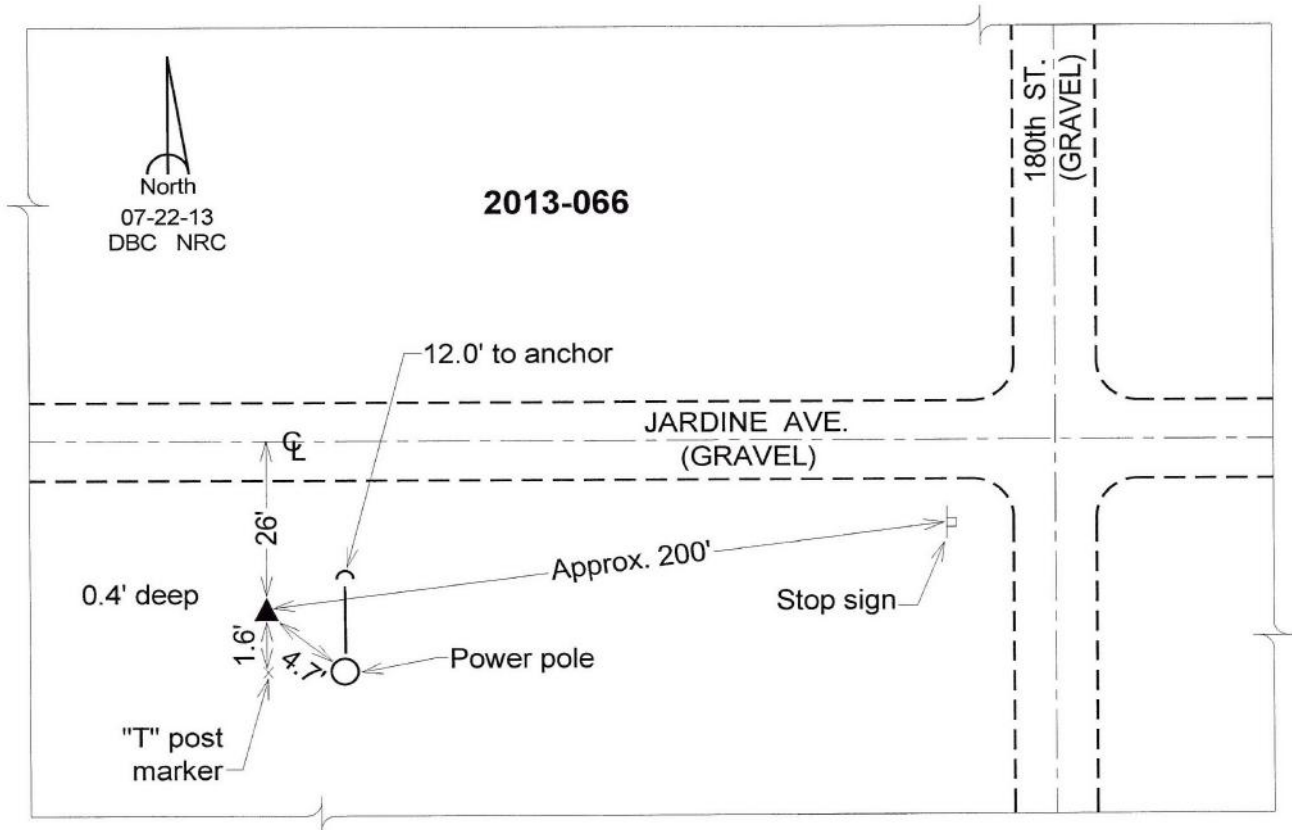 180th ST.
(GRAVEL)
North
07-22-13
DBC NRC
2013-066
12.0' to anchor
JARDINE AVE.
(GRAVEL)
CL
26'
Approx. 200'
0.4' deep
Stop sign
1.6'
4.7'
Power pole
"T" post
marker